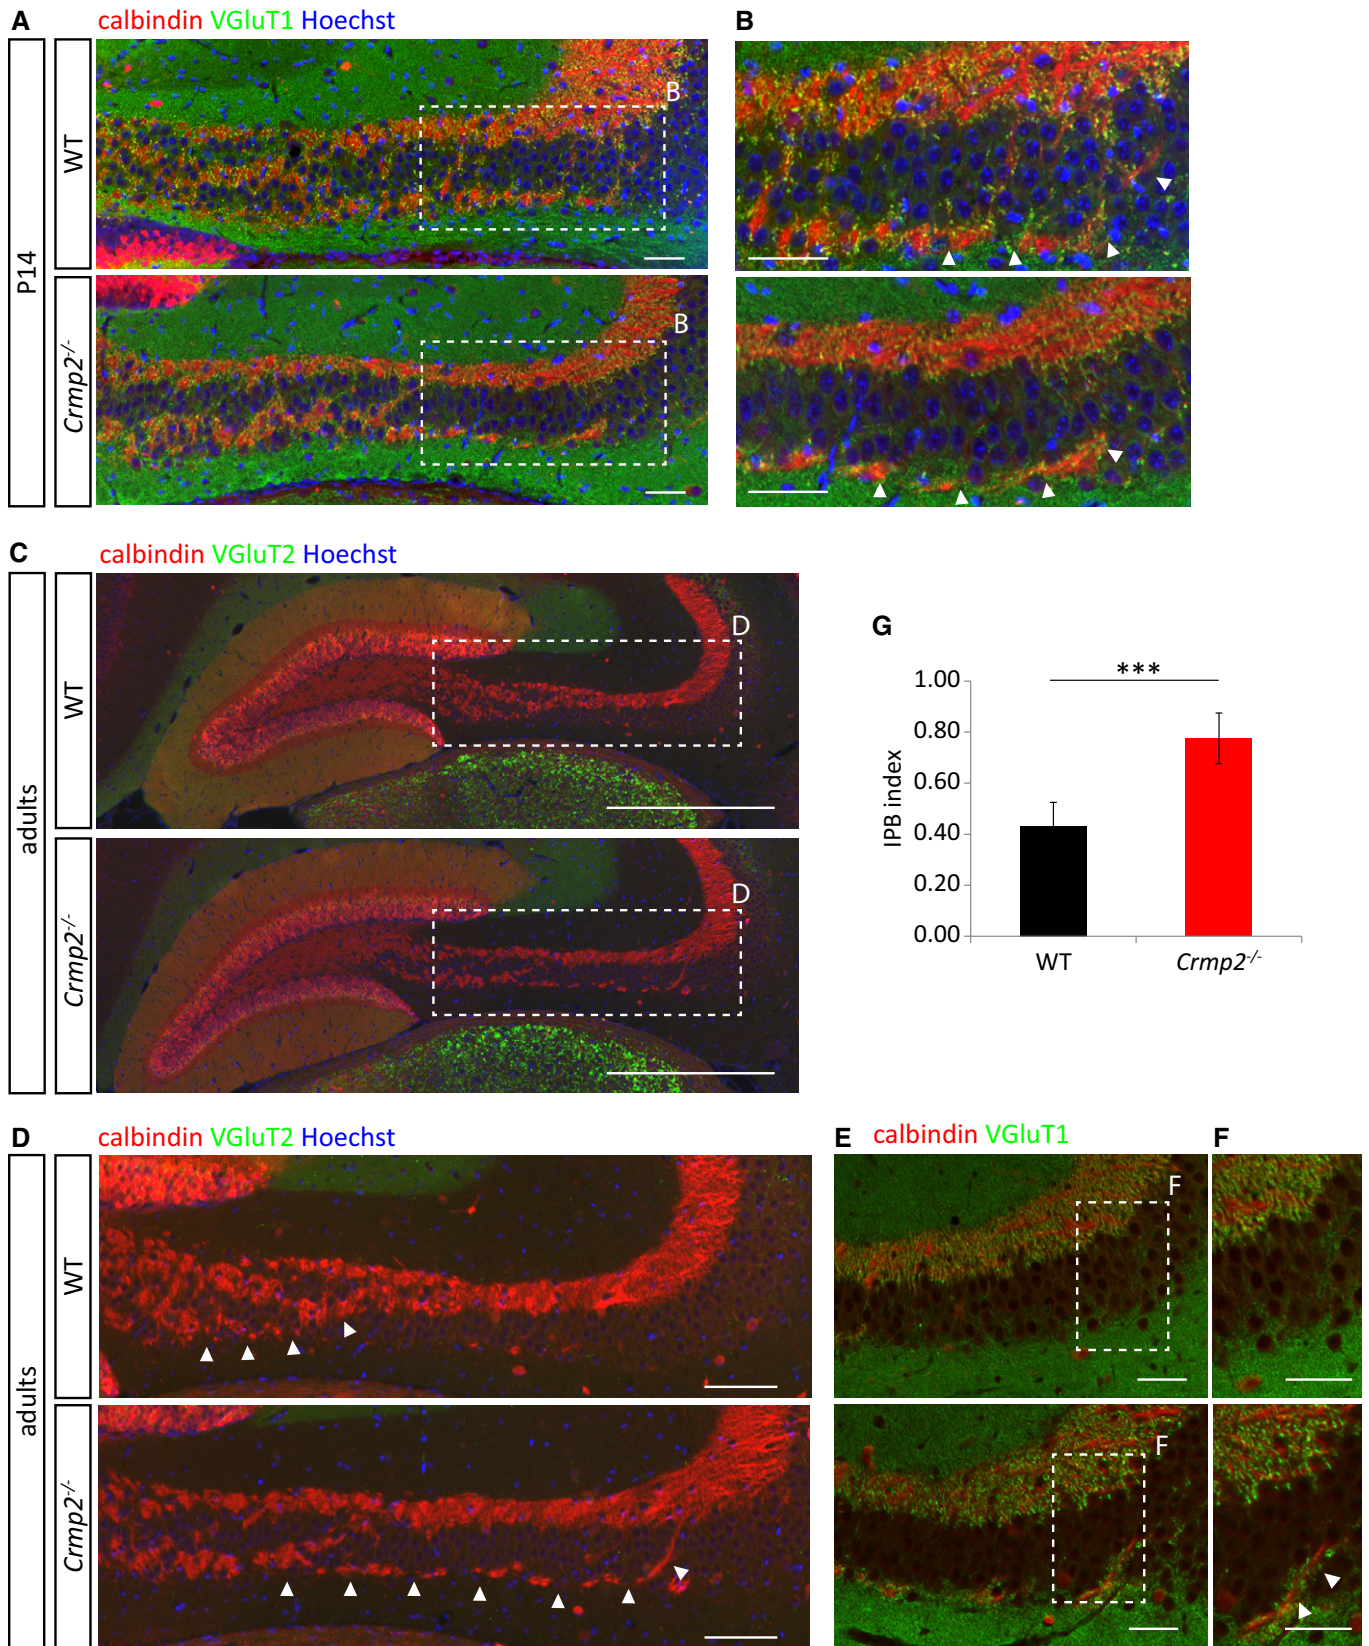 A
calbindin VGluT1 Hoechst
B
P14
WT
B
Crmp2-/-
B
C
calbindin VGluT2 Hoechst
adults
WT
D
Crmp2-/-
D
G
***
IPB index
1.00
0.80
0.60
0.40
0.20
0.00
WT
Crmp2-/-
D
calbindin VGluT2 Hoechst
adults
WT
Crmp2-/-
E
calbindin VGluT1
F
F
F